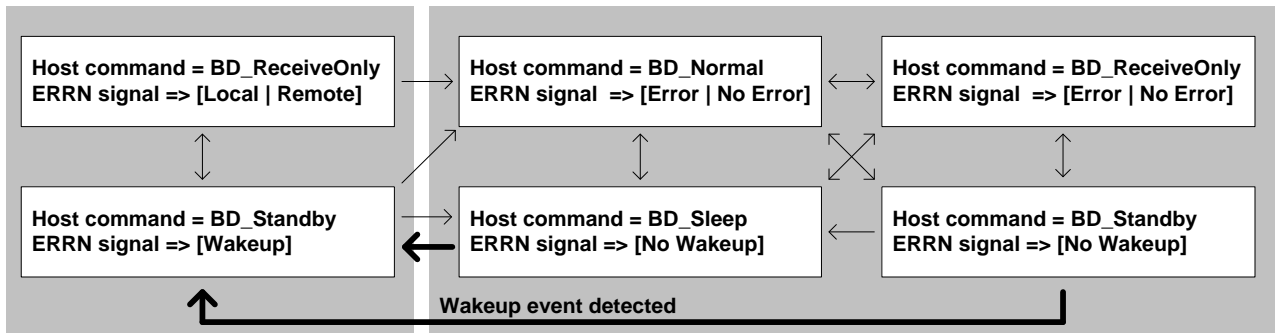 Host command = BD_ReceiveOnly
ERRN signal => [Local | Remote]
Host command = BD_Normal
ERRN signal => [Error | No Error]
Host command = BD_ReceiveOnly
ERRN signal => [Error | No Error]
Host command = BD_Standby
ERRN signal => [Wakeup]
Host command = BD_Sleep
ERRN signal => [No Wakeup]
Host command = BD_Standby
ERRN signal => [No Wakeup]
Wakeup event detected